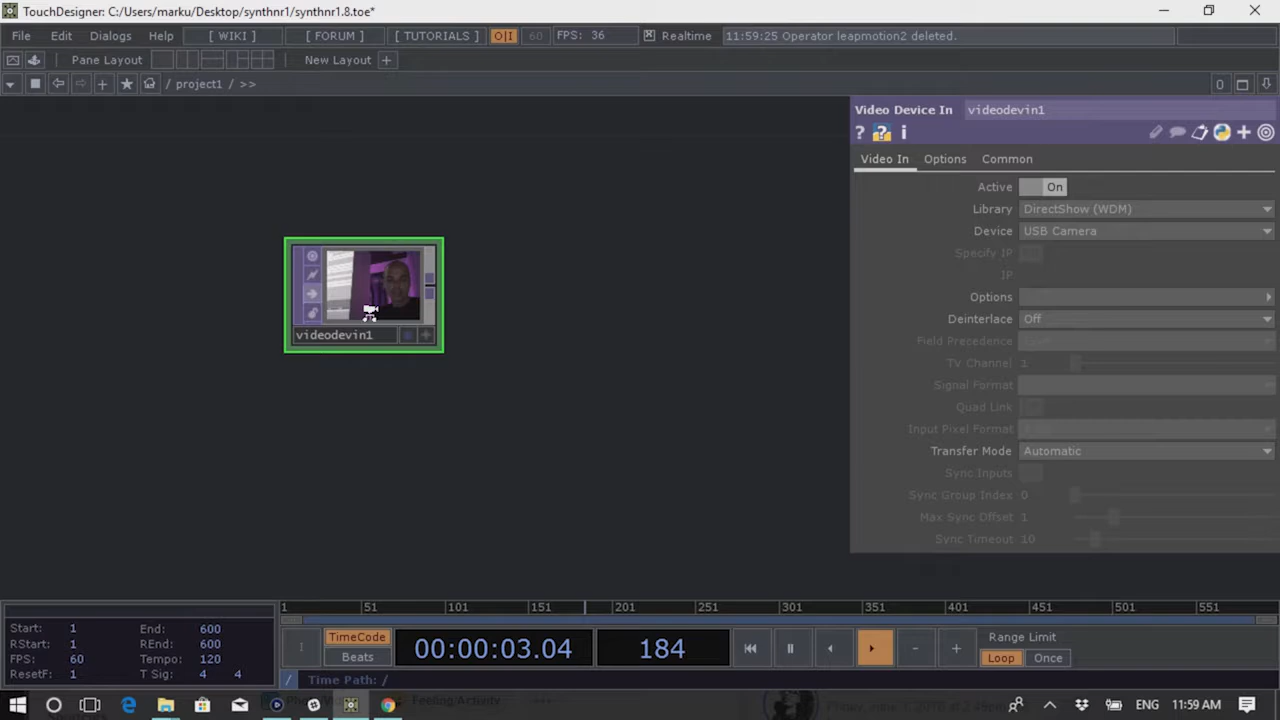 TouchDesigner: C:/Users/marku/Desktop/synthnr1/synthnr1.8.toe*
File Edit Dialogs Help [ WIKI ] [ FORUM ] [ TUTORIALS ] O|I 60 FPS: 36 Realtime 11:59:25 Operator leapmotion2 deleted.
Pane Layout New Layout +
/ project1 / >> 0
Video Device In videodevin1
? ? i
Video In Options Common
Active On
Library DirectShow (WDM)
Device USB Camera
Specify IP
IP
Options
Deinterlace Off
Field Precedence
TV Channel 1
Signal Format
Quad Link
Input Pixel Format
Transfer Mode Automatic
Sync Inputs
Sync Group Index 0
Max Sync Offset 1
Sync Timeout 10
videodevin1
1 51 101 151 201 251 301 351 401 451 501 551
Start: 1 End: 600
RStart: 1 REnd: 600
FPS: 60 Tempo: 120
ResetF: 1 T Sig: 4 4
TimeCode
Beats
00:00:03.04
184
Range Limit
Loop Once
/ Time Path: /
Feeling/Activity
ENG 11:59 AM